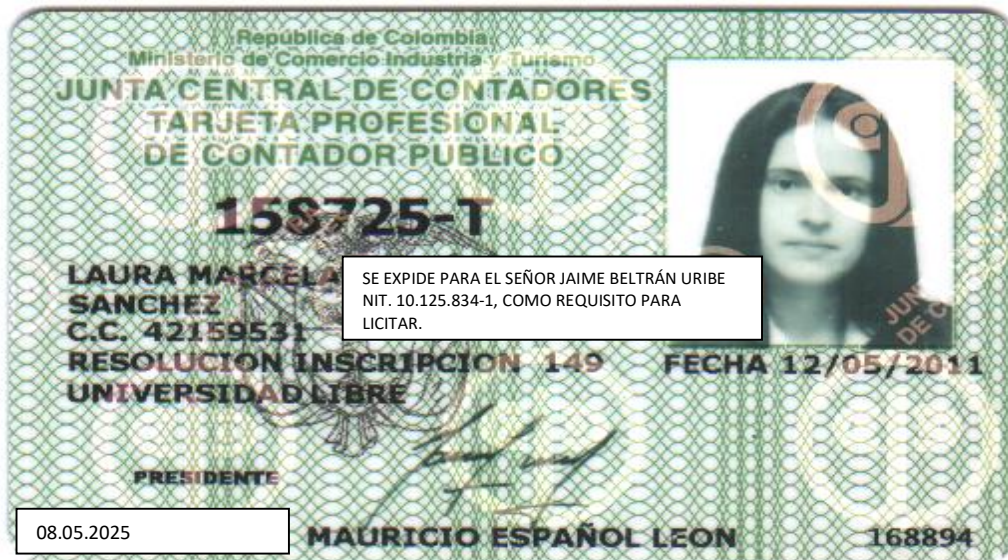 República de Colombia
Ministerio de Comercio Industria y Turismo
JUNTA CENTRAL DE CONTADORES
TARJETA PROFESIONAL
DE CONTADOR PUBLICO
158725-T
LAURA MARCELA
SANCHEZ
C.C. 42159531
RESOLUCION INSCRIPCION 149
UNIVERSIDAD LIBRE
SE EXPIDE PARA EL SEÑOR JAIME BELTRÁN URIBE
NIT. 10.125.834-1, COMO REQUISITO PARA
LICITAR.
JUN
DE C
FECHA 12/05/2011
PRESIDENTE
08.05.2025
MAURICIO ESPAÑOL LEON
168894